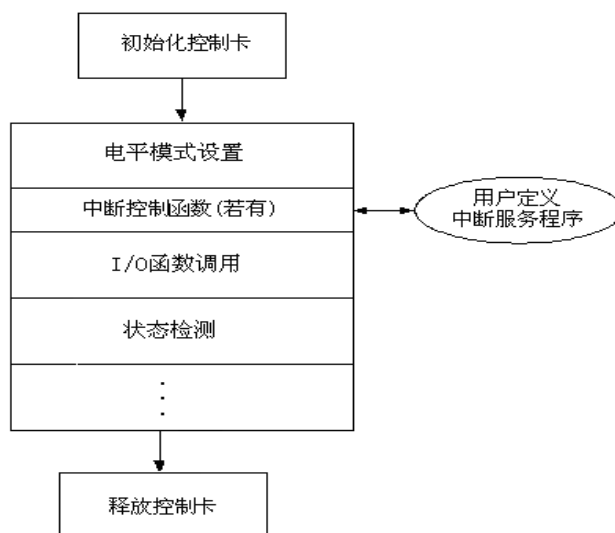 初始化控制卡
电平模式设置
中断控制函数(若有)
用户定义
中断服务程序
I/O函数调用
状态检测
⋮
释放控制卡